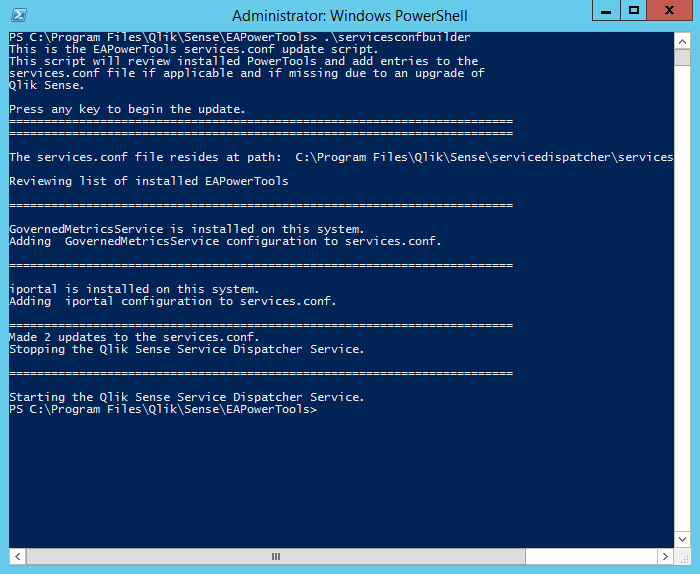 Administrator: Windows PowerShell
PS C:\Program Files\Qlik\Sense\EAPowerTools> .\servicesconfbuilder
This is the EAPowerTools services.conf update script.
This script will review installed PowerTools and add entries to the
services.conf file if applicable and if missing due to an upgrade of
Qlik Sense.
Press any key to begin the update.
========================================================================
========================================================================
The services.conf file resides at path:  C:\Program Files\Qlik\Sense\servicedispatcher\services
Reviewing list of installed EAPowerTools
========================================================================
GovernedMetricsService is installed on this system.
Adding  GovernedMetricsService configuration to services.conf.
========================================================================
iportal is installed on this system.
Adding  iportal configuration to services.conf.
========================================================================
Made 2 updates to the services.conf.
Stopping the Qlik Sense Service Dispatcher Service.
========================================================================
Starting the Qlik Sense Service Dispatcher Service.
PS C:\Program Files\Qlik\Sense\EAPowerTools>